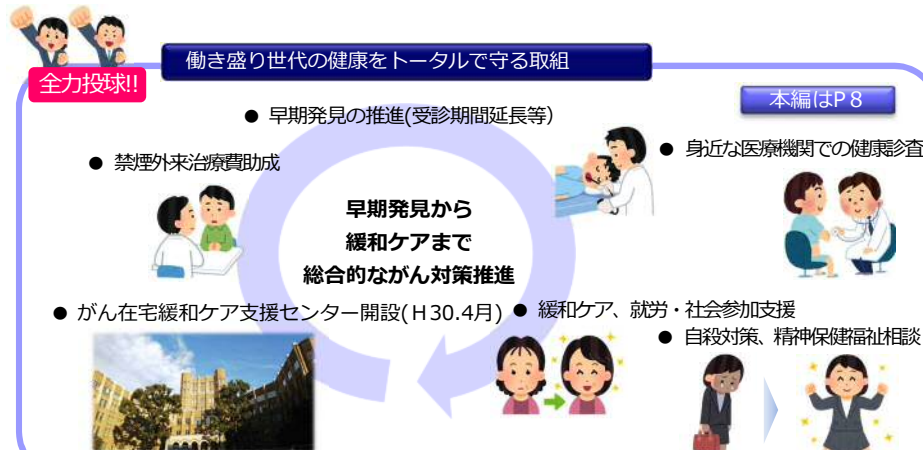 働き盛り世代の健康をトータルで守る取組
全力投球!!
本編はP8
● 早期発見の推進(受診期間延長等)
● 身近な医療機関での健康診査
● 禁煙外来治療費助成
早期発見から
緩和ケアまで
総合的ながん対策推進
● がん在宅緩和ケア支援センター開設(H30.4月)
● 緩和ケア、就労・社会参加支援
● 自殺対策、精神保健福祉相談